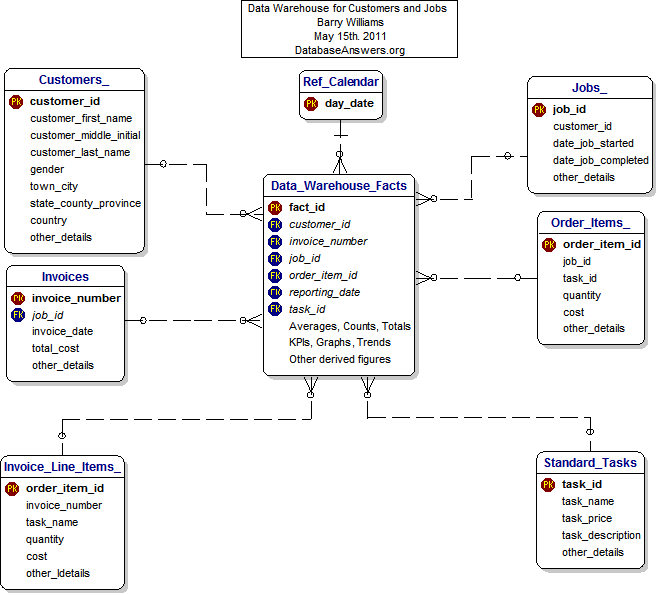 Data Warehouse for Customers and Jobs
Barry Williams
May 15th. 2011
DatabaseAnswers.org
Customers_
PK customer_id
customer_first_name
customer_middle_initial
customer_last_name
gender
town_city
state_county_province
country
other_details
Ref_Calendar
PK day_date
Jobs_
PK job_id
customer_id
date_job_started
date_job_completed
other_details
Data_Warehouse_Facts
PK fact_id
FK customer_id
FK invoice_number
FK job_id
FK order_item_id
FK reporting_date
FK task_id
Averages, Counts, Totals
KPIs, Graphs, Trends
Other derived figures
Order_Items_
PK order_item_id
job_id
task_id
quantity
cost
other_details
Invoices
PK invoice_number
FK job_id
invoice_date
total_cost
other_details
Invoice_Line_Items_
PK order_item_id
invoice_number
task_name
quantity
cost
other_ldetails
Standard_Tasks
PK task_id
task_name
task_price
task_description
other_details